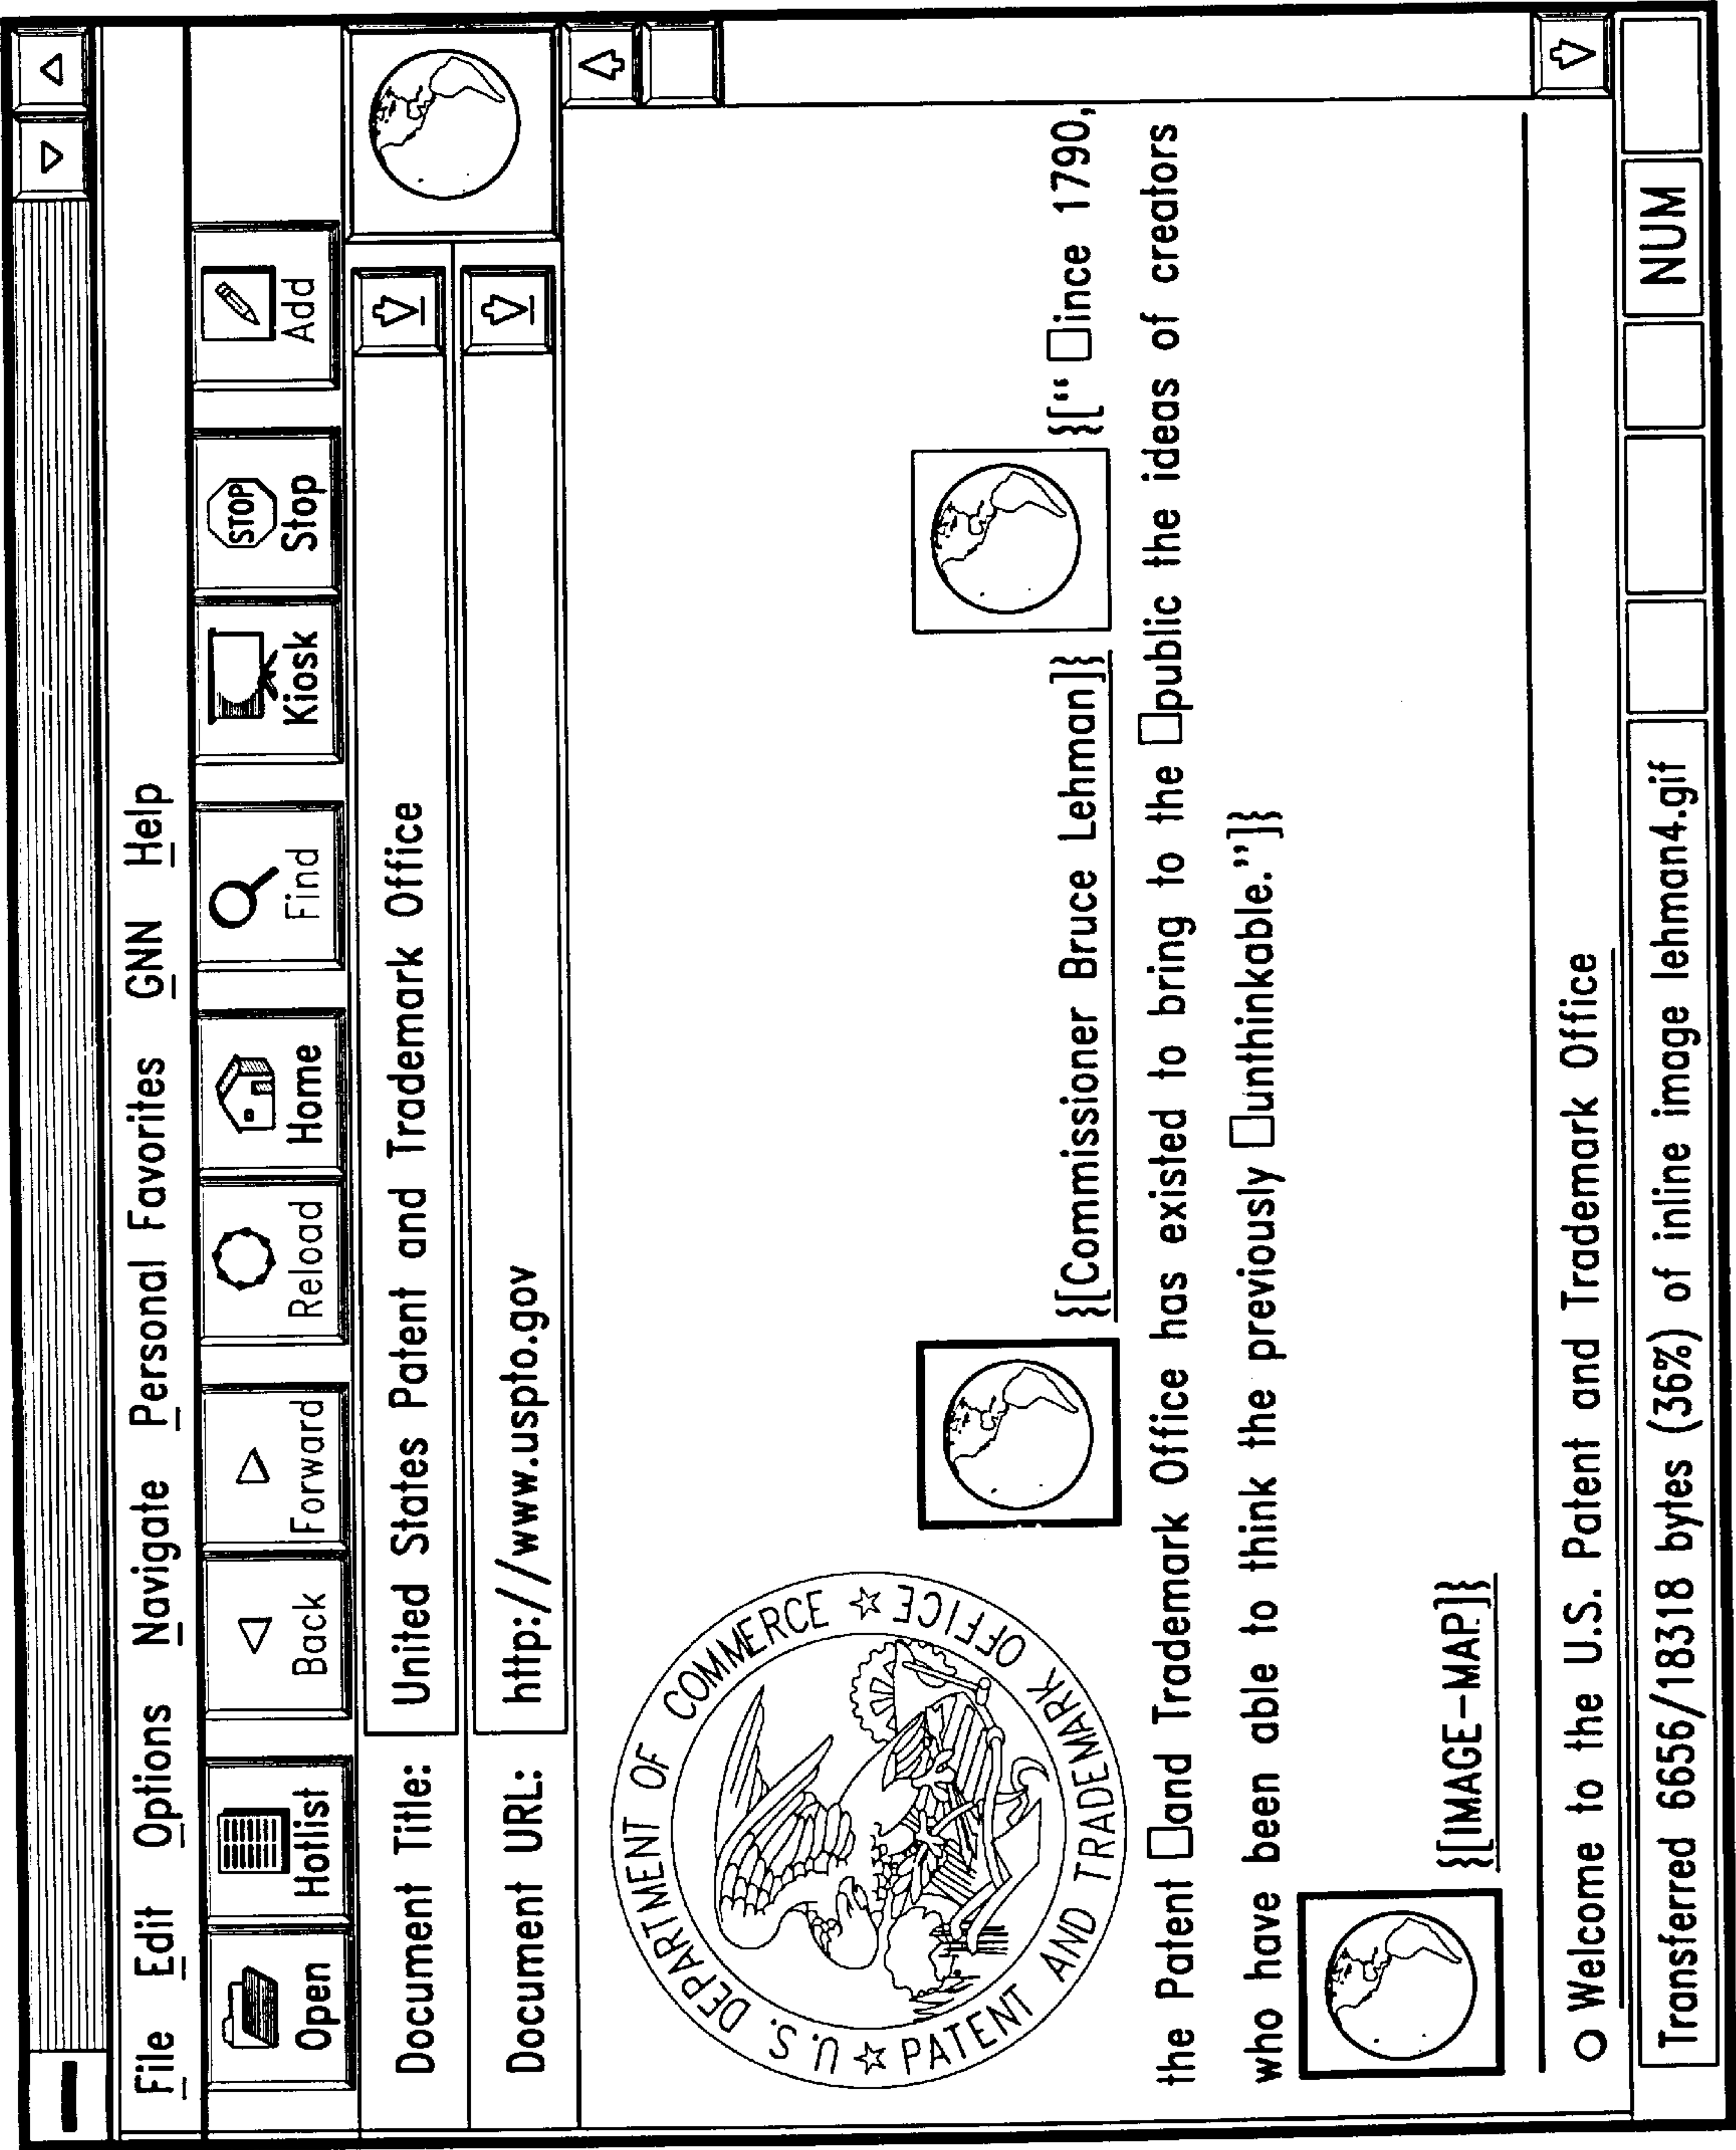 File Edit Options Navigate Personal Favorites GNN Help
Open Hotlist Back Forward Reload Home Find Kiosk STOP Stop Add
Document Title: United States Patent and Trademark Office
Document URL: http://www.uspto.gov
U.S. DEPARTMENT OF COMMERCE ☆ PATENT AND TRADEMARK OFFICE ☆
}[Commissioner Bruce Lehman]} }[“ □ince 1790,
the Patent □and Trademark Office has existed to bring to the □public the ideas of creators
who have been able to think the previously □unthinkable.”]}
}[IMAGE-MAP]}
○ Welcome to the U.S. Patent and Trademark Office
Transferred 6656/18318 bytes (36%) of inline image lehman4.gif NUM